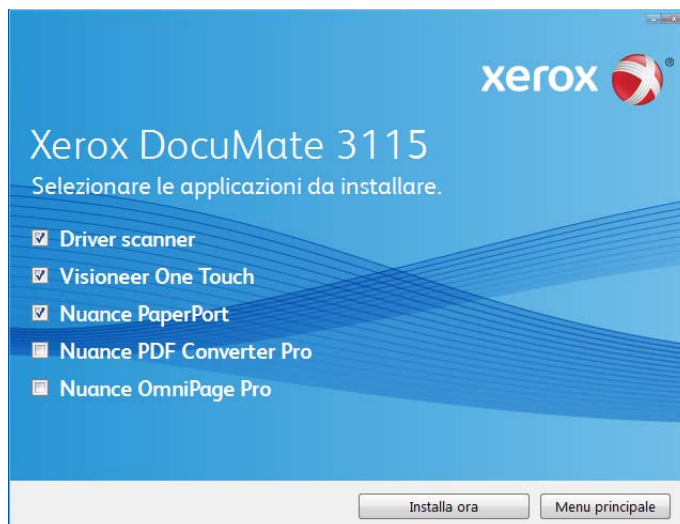 xerox ®
Xerox DocuMate 3115
Selezionare le applicazioni da installare.
Driver scanner
Visioneer One Touch
Nuance PaperPort
Nuance PDF Converter Pro
Nuance OmniPage Pro
Installa ora
Menu principale